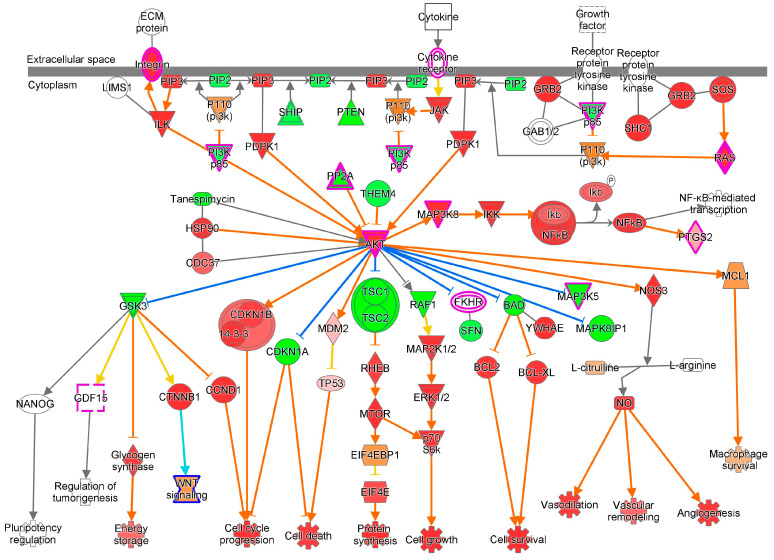 ECM
protein
Cytokine
Growth
factor
Extracellular space
Cytoplasm
Integrin
Cytokine
receptor
Receptor
protein
tyrosine
kinase
Receptor
protein
tyrosine
kinase
LIMS1
PIP3
PIP2
PIP3
PIP2
PIP3
PIP2
PIP3
PIP2
P110
(pi3k)
SHIP
PTEN
P110
(pi3k)
JAK
GRB2
PI3K
p85
GAB1/2
SHC1
GRB2
SOS
ILK
PI3K
p85
PDPK1
PI3K
p85
PDPK1
P110
(pi3k)
RAS
PP2A
THEM4
Tanespimycin
HSP90
CDC37
AKT
MAP3K8
IKK
Ikb
NFkB
Ikb
P
NFkB
NF-κB-mediated
transcription
PTGS2
MCL1
GSK3
CDKN1B
14-3-3
CDKN1A
MDM2
TSC1
TSC2
RAF1
FKHR
SFN
BAD
YWHAE
MAP3K5
MAPK8IP1
NOS3
NANOG
GDF15
CTNNB1
CCND1
TP53
RHEB
MAP2K1/2
BCL2
BCL-XL
L-citrulline
L-arginine
NO
MTOR
ERK1/2
p70
S6k
Glycogen
synthase
EIF4EBP1
EIF4E
Macrophage
survival
Regulation of
tumorigenesis
WNT
signaling
Pluripotency
regulation
Energy
storage
Cell cycle
progression
Cell death
Protein
synthesis
Cell growth
Cell survival
Vasodilation
Vascular
remodeling
Angiogenesis